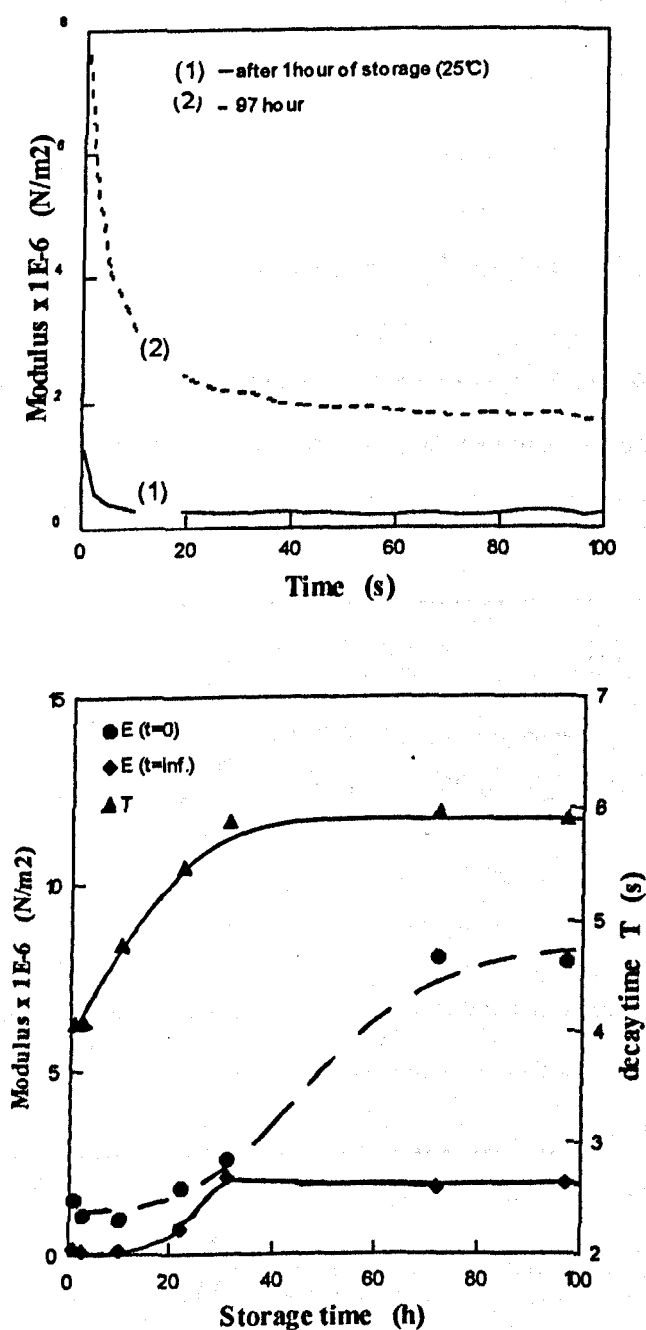 8
6
4
2
0
Modulus x 1E-6 (N/m2)
(1) – after 1hour of storage (25℃)
(2) - 97 hour
(2)
(1)
0 20 40 60 80 100
Time (s)
15
10
5
0
Modulus x 1E-6 (N/m2)
E (t=0)
E (t=inf.)
T
7
6
5
4
3
2
decay time T (s)
0 20 40 60 80 100
Storage time (h)